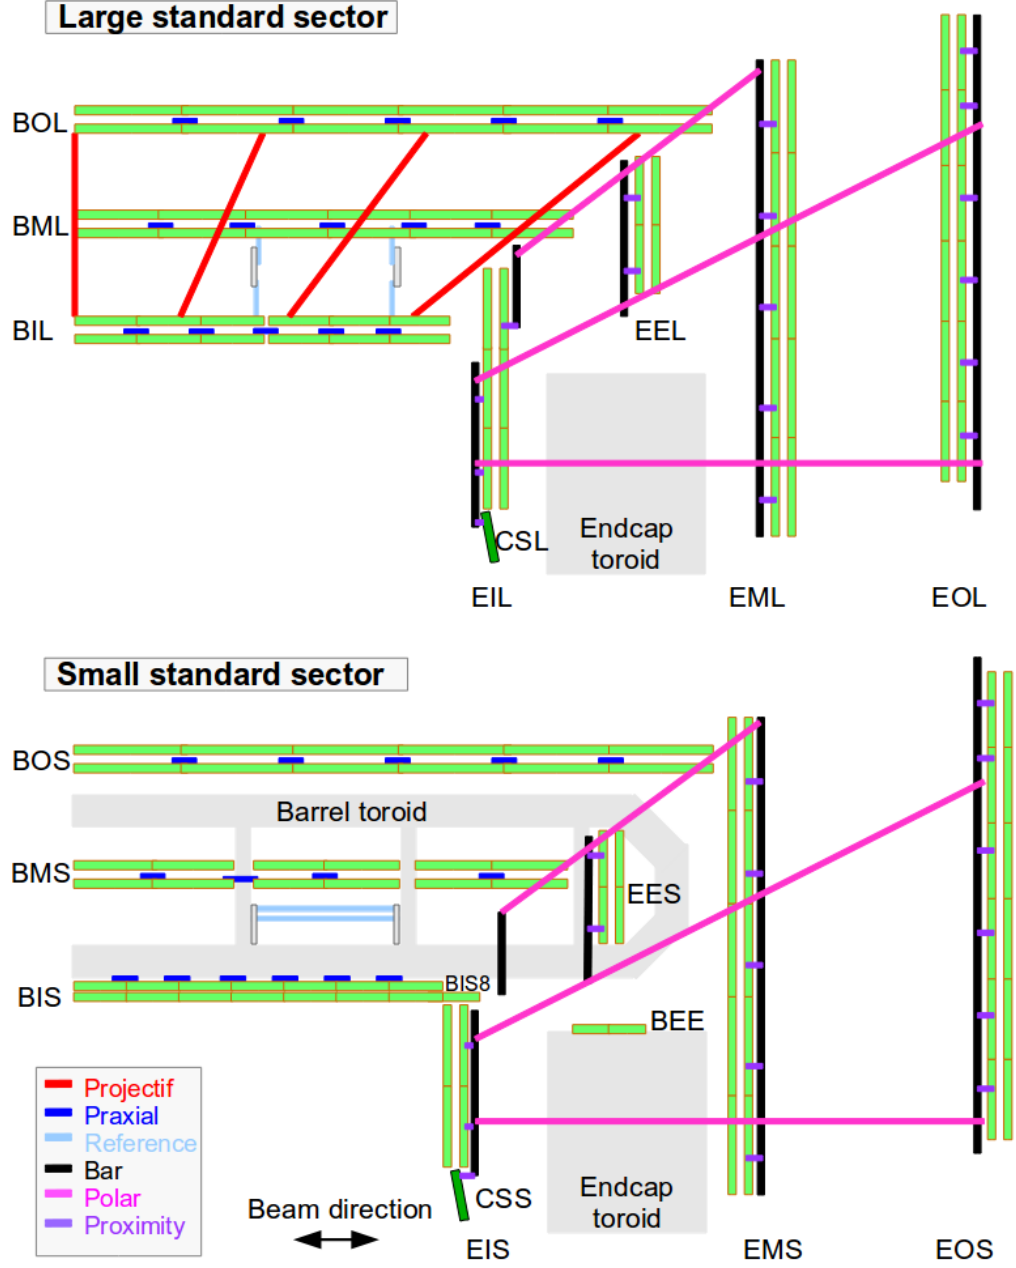 Large standard sector
BOL
BML
BIL
EEL
CSL
Endcap
toroid
EIL
EML
EOL
Small standard sector
BOS
Barrel toroid
BMS
EES
BIS8
BIS
BEE
Projectif
Praxial
Reference
Bar
Polar
Proximity
Beam direction
CSS
Endcap
toroid
EIS
EMS
EOS